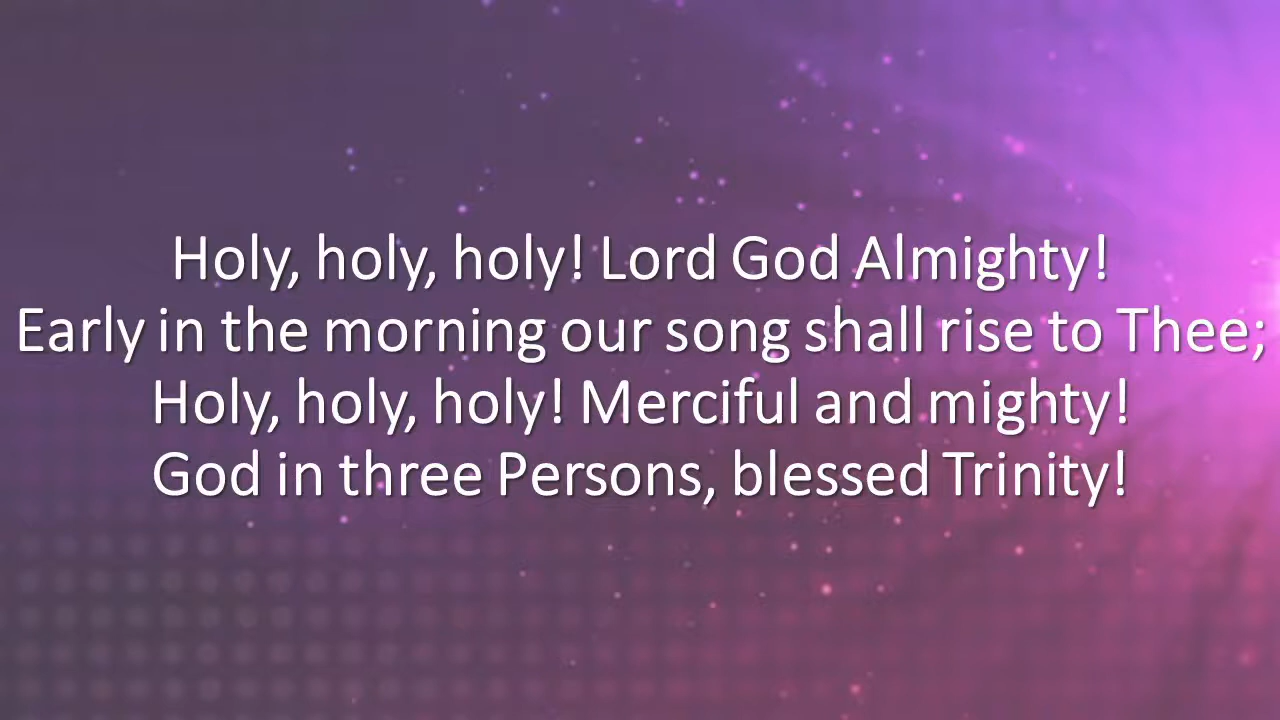 Holy, holy, holy! Lord God Almighty!
Early in the morning our song shall rise to Thee;
Holy, holy, holy! Merciful and mighty!
God in three Persons, blessed Trinity!